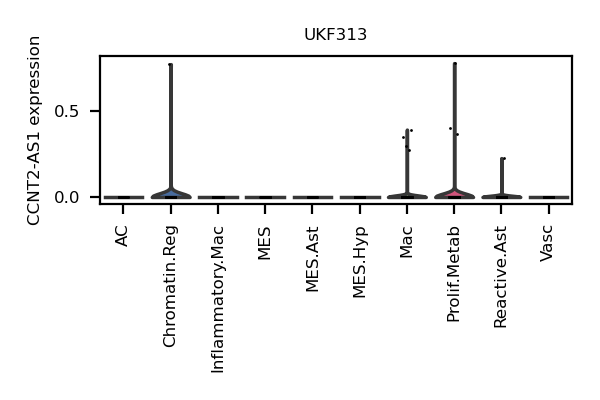 UKF313
CCNT2-AS1 expression
0.5
0.0
AC
Chromatin.Reg
Inflammatory.Mac
MES
MES.Ast
MES.Hyp
Mac
Prolif.Metab
Reactive.Ast
Vasc